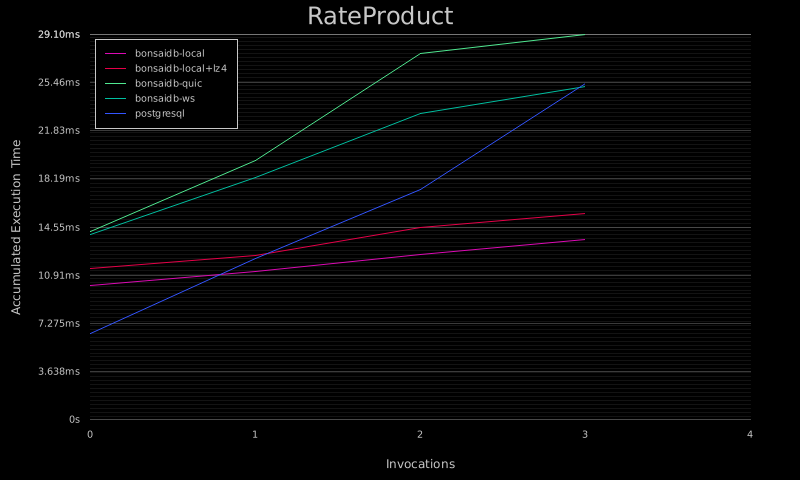 RateProduct
29.10ms
bonsaidb-local
bonsaidb-local+lz4
bonsaidb-quic
bonsaidb-ws
postgresql
25.46ms
21.83ms
18.19ms
14.55ms
10.91ms
7.275ms
3.638ms
0s
Accumulated Execution Time
0 1 2 3 4
Invocations